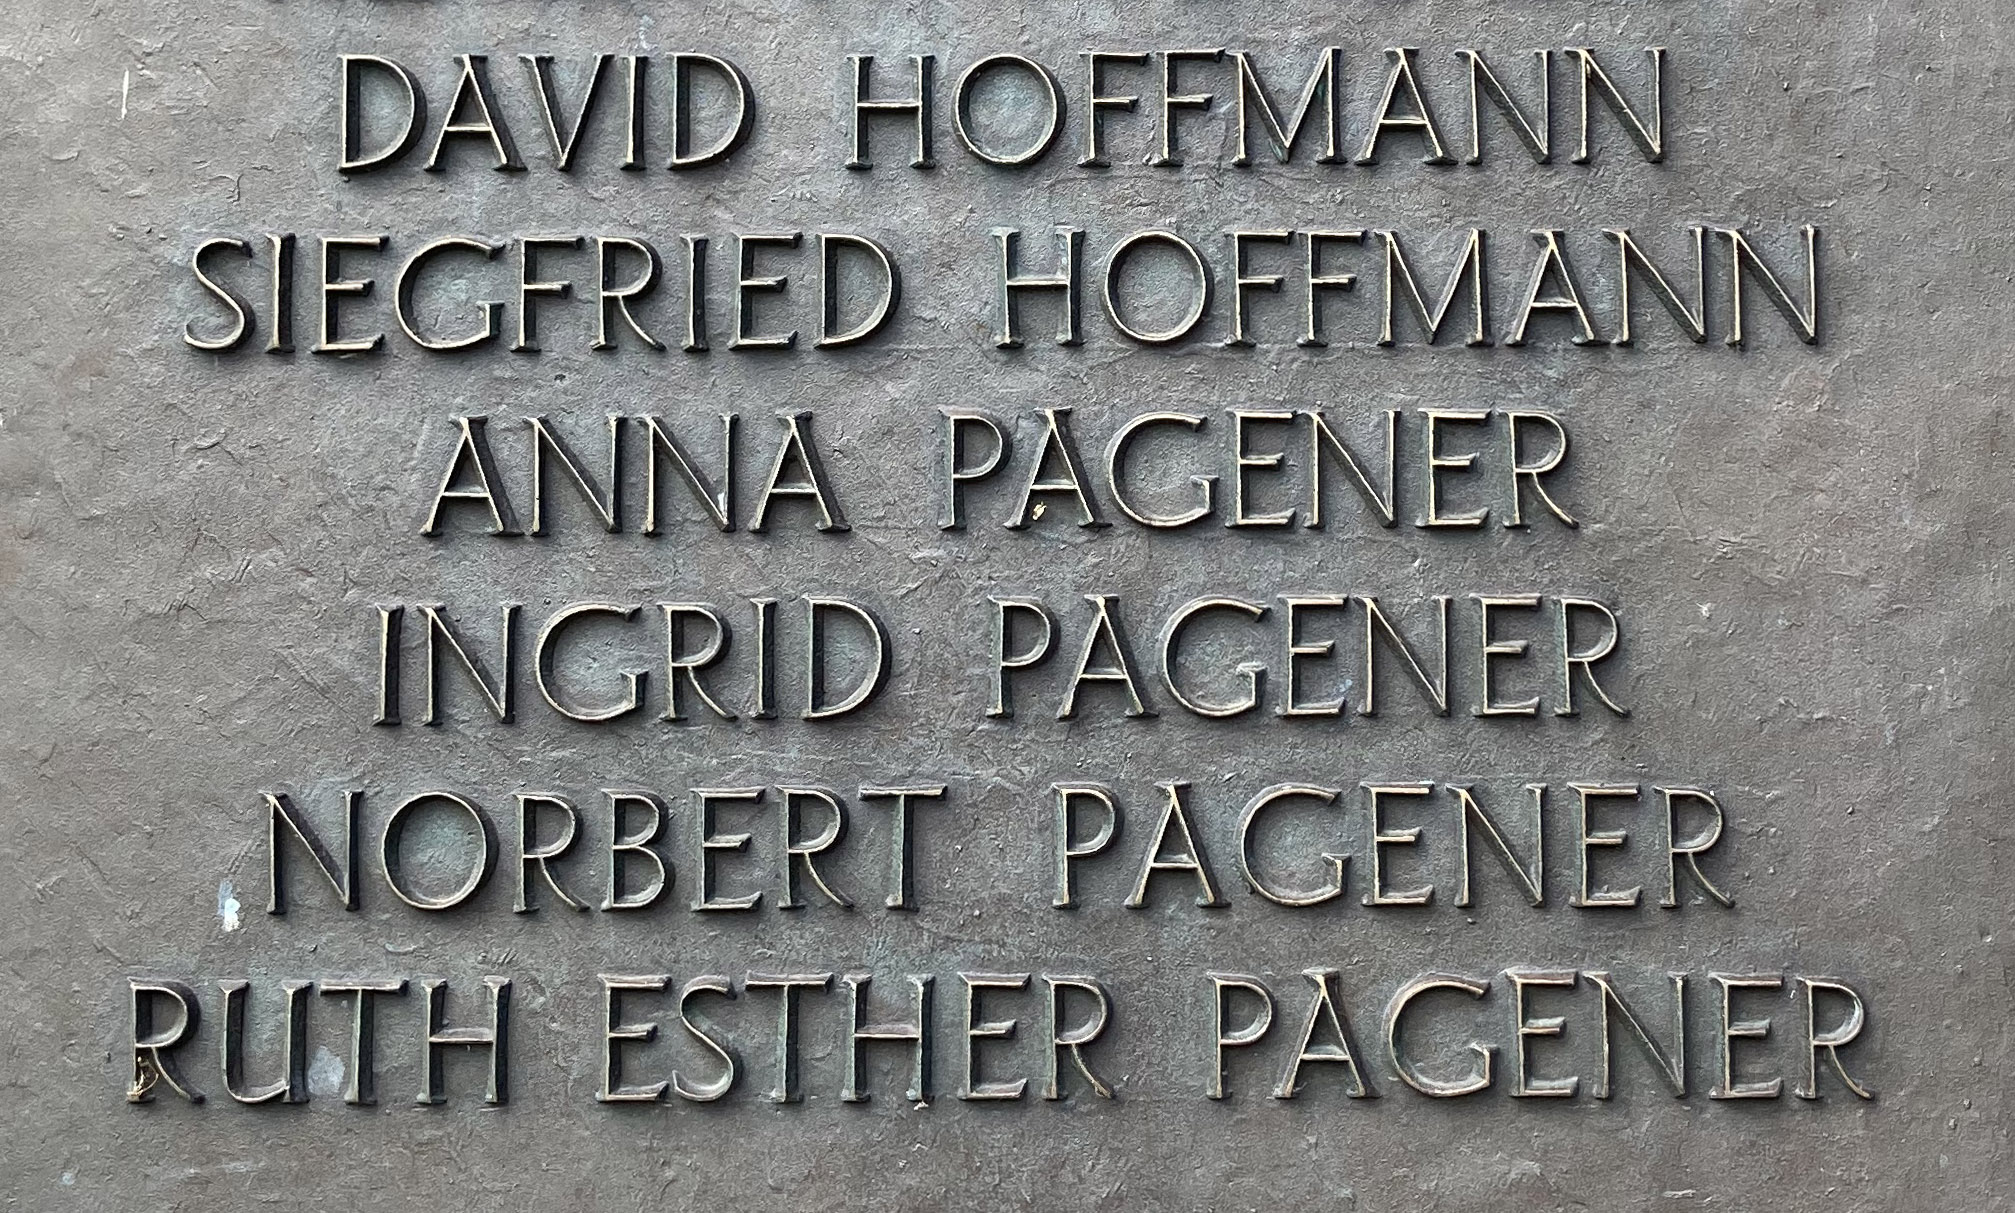 DAVID HOFFMANN
SIEGFRIED HOFFMANN
ANNA PAGENER
INGRID PAGENER
NORBERT PAGENER
RUTH ESTHER PAGENER